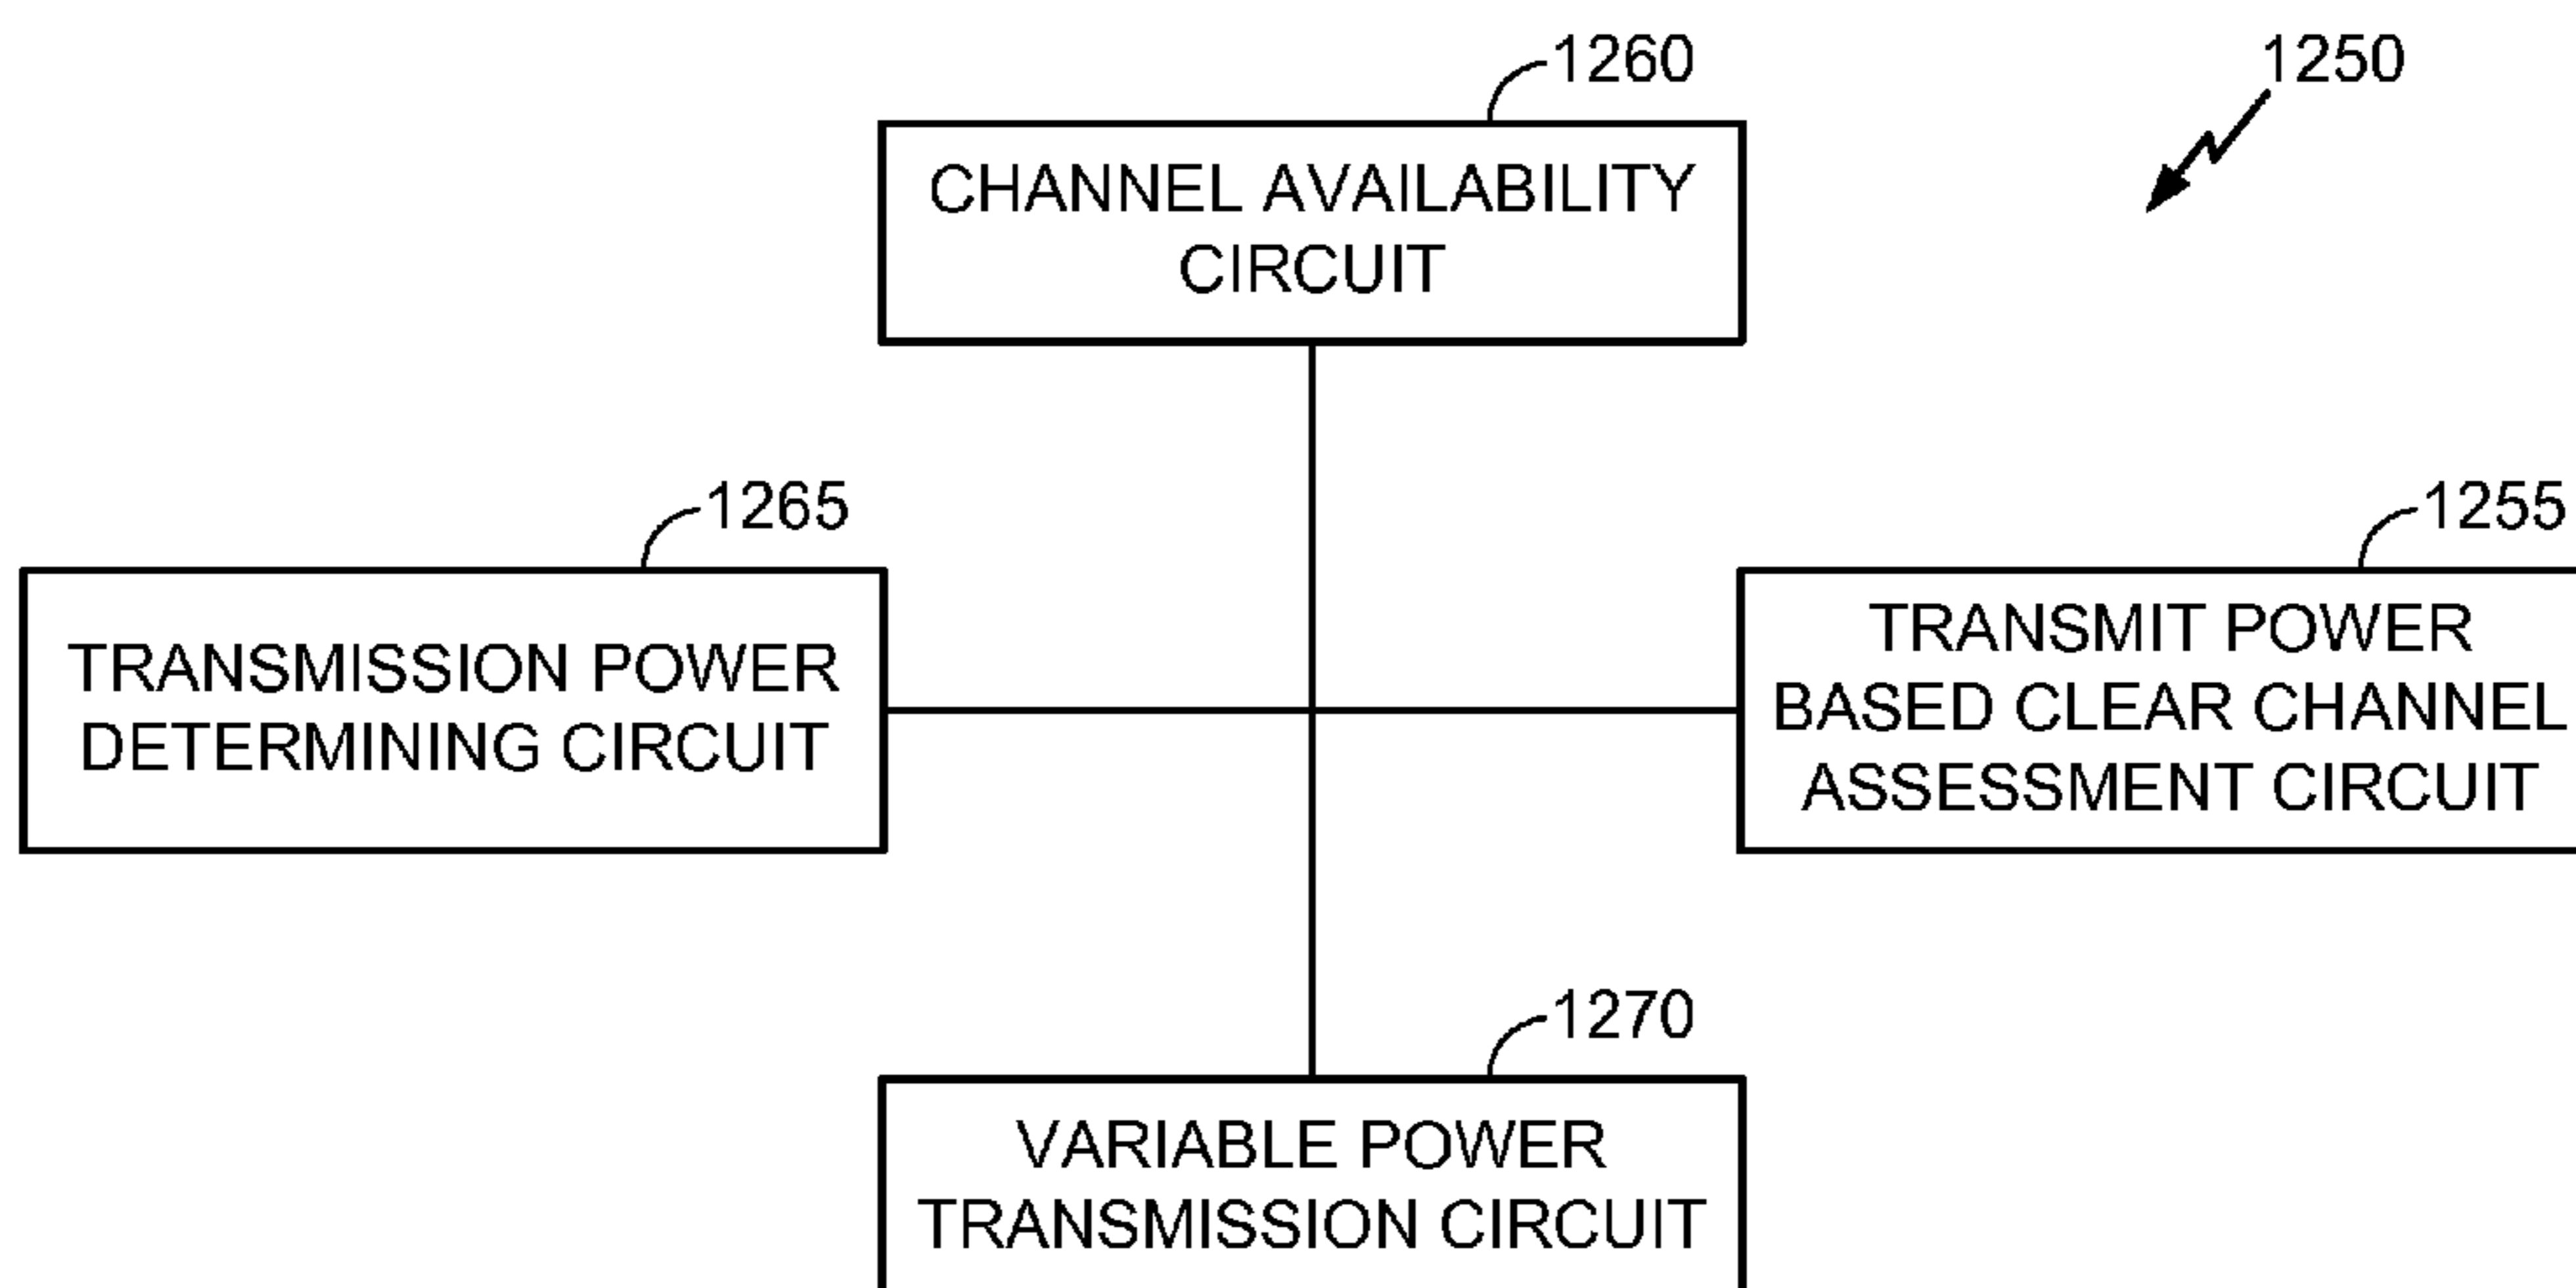 1260
1250
CHANNEL AVAILABILITY
CIRCUIT
1265
1255
TRANSMISSION POWER
DETERMINING CIRCUIT
TRANSMIT POWER
BASED CLEAR CHANNEL
ASSESSMENT CIRCUIT
1270
VARIABLE POWER
TRANSMISSION CIRCUIT